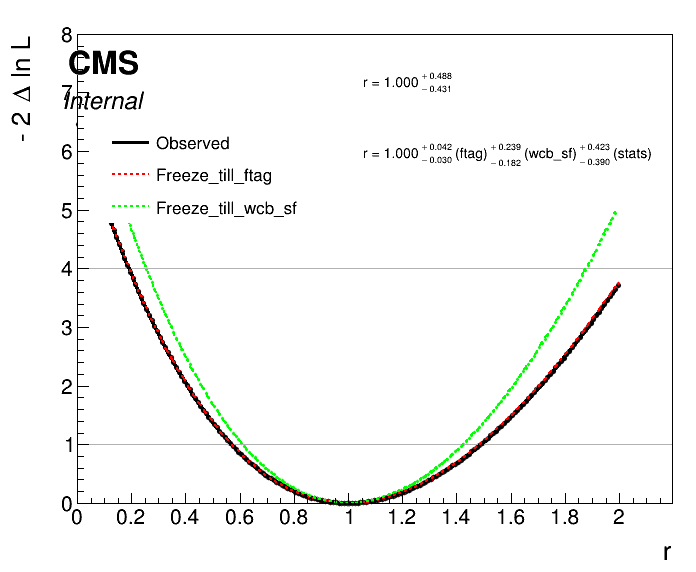 - 2 Δ ln L
8
7
6
5
4
3
2
1
0
CMS
Internal
r = 1.000 + 0.488 - 0.431
r = 1.000 + 0.042 - 0.030 (ftag) + 0.239 - 0.182 (wcb_sf) + 0.423 - 0.390 (stats)
Observed
Freeze_till_ftag
Freeze_till_wcb_sf
0 0.2 0.4 0.6 0.8 1 1.2 1.4 1.6 1.8 2
r